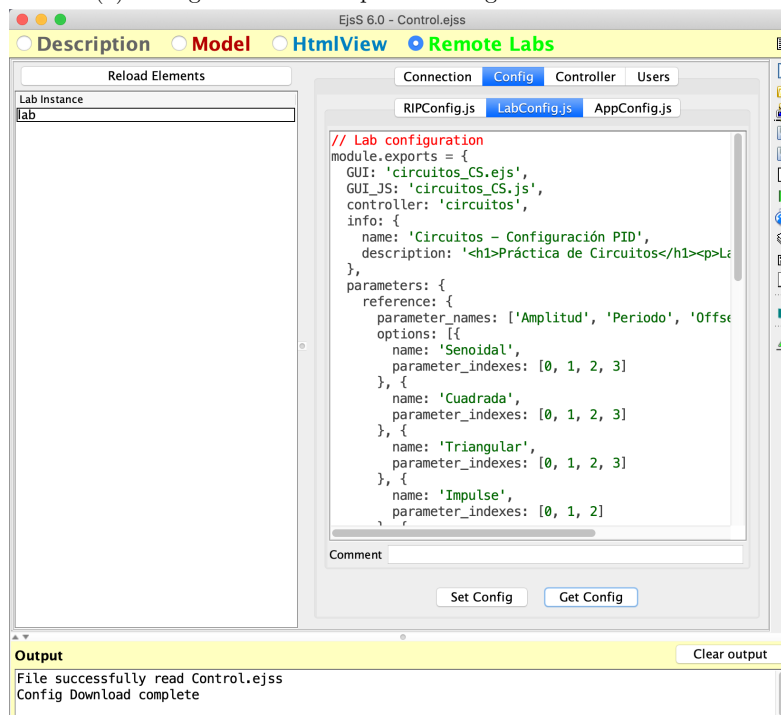 EjsS 6.0 - Control.ejss
Description Model HtmlView Remote Labs
Reload Elements
Lab Instance
lab
Connection Config Controller Users
RIPConfig.js LabConfig.js AppConfig.js
// Lab configuration
module.exports = {
GUI: 'circuitos_CS.ejs',
GUI_JS: 'circuitos_CS.js',
controller: 'circuitos',
info: {
name: 'Circuitos – Configuración PID',
description: '<h1>Práctica de Circuitos</h1><p>La
},
parameters: {
reference: {
parameter_names: ['Amplitud', 'Periodo', 'Offse
options: [{
name: 'Senoidal',
parameter_indexes: [0, 1, 2, 3]
}, {
name: 'Cuadrada',
parameter_indexes: [0, 1, 2, 3]
}, {
name: 'Triangular',
parameter_indexes: [0, 1, 2, 3]
}, {
name: 'Impulse',
parameter_indexes: [0, 1, 2]
}, {
Comment
Set Config Get Config
Output
Clear output
File successfully read Control.ejss
Config Download complete